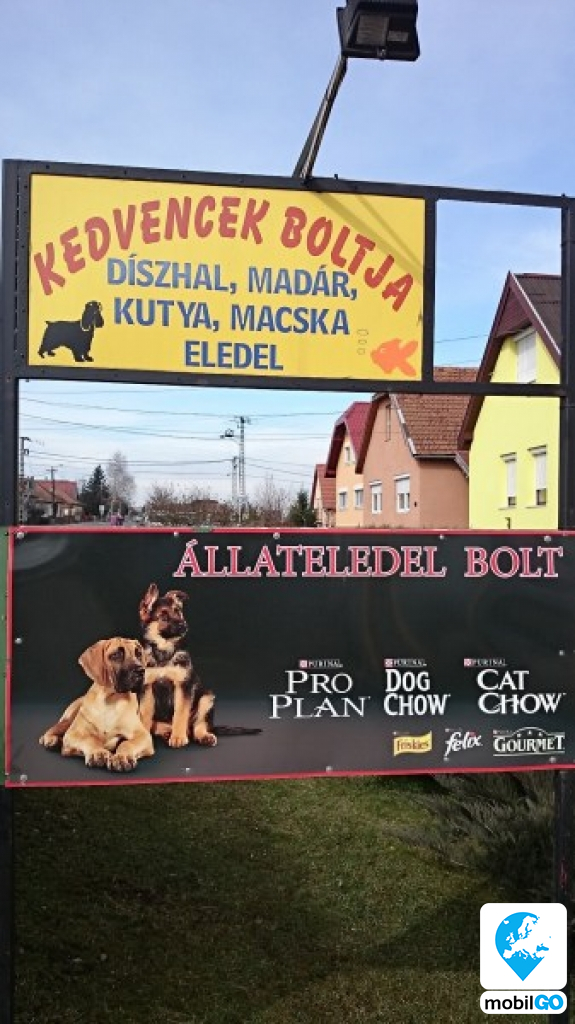 KEDVENCEK BOLTJA
DÍSZHAL, MADÁR,
KUTYA, MACSKA
ELEDEL
ÁLLATELEDEL BOLT
PURINA
PRO
PLAN
PURINA
DOG
CHOW
PURINA
CAT
CHOW
Friskies
felix
GOURMET
mobilGO